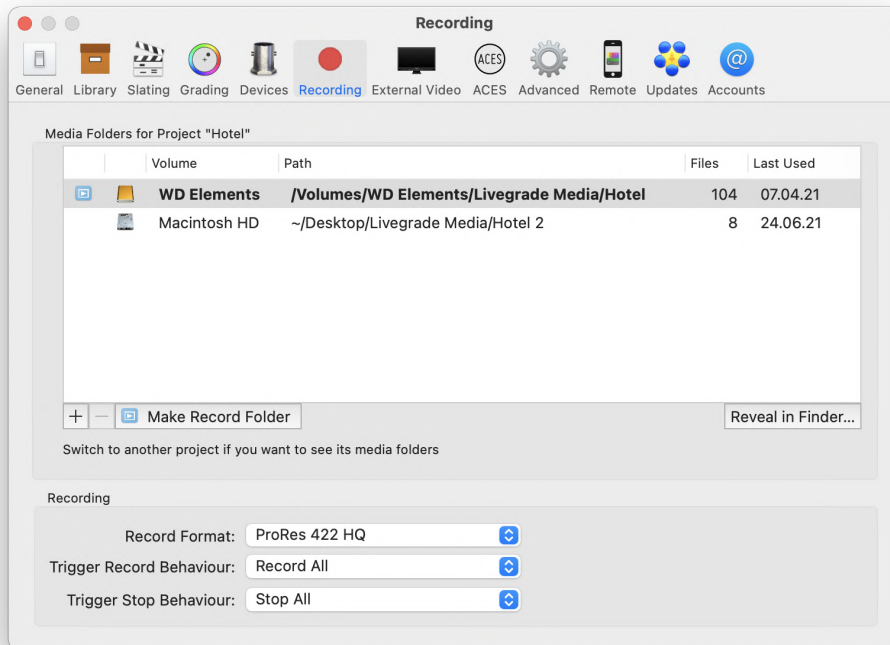 Recording
General Library Slating Grading Devices Recording External Video ACES Advanced Remote Updates Accounts
Media Folders for Project "Hotel"
Volume Path Files Last Used
WD Elements /Volumes/WD Elements/Livegrade Media/Hotel 104 07.04.21
Macintosh HD ~/Desktop/Livegrade Media/Hotel 2 8 24.06.21
+ − Make Record Folder Reveal in Finder...
Switch to another project if you want to see its media folders
Recording
Record Format: ProRes 422 HQ
Trigger Record Behaviour: Record All
Trigger Stop Behaviour: Stop All